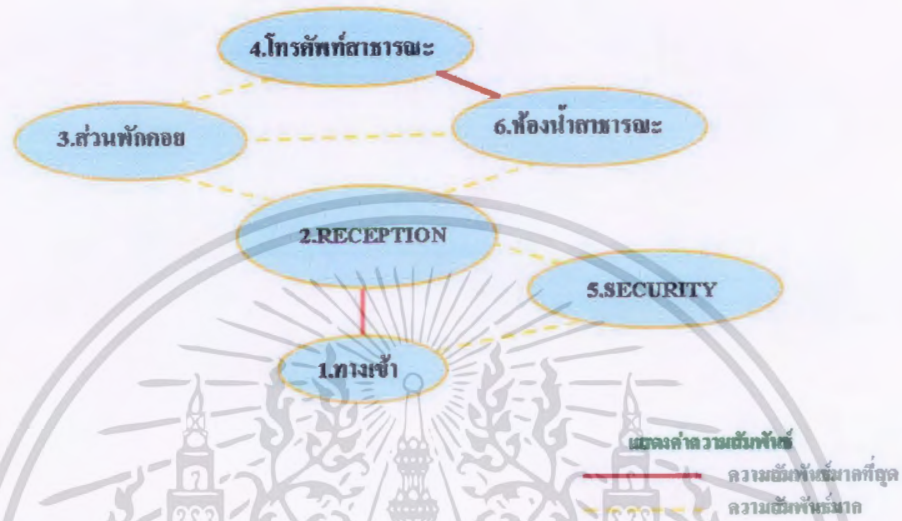 4.โทรศัพท์สาธารณะ
3.ส่วนพักคอย
6.ห้องน้ำสาธารณะ
2.RECEPTION
5.SECURITY
1.ทางเข้า
แสดงค่าความสัมพันธ์
ความสัมพันธ์มากที่สุด
ความสัมพันธ์มาก